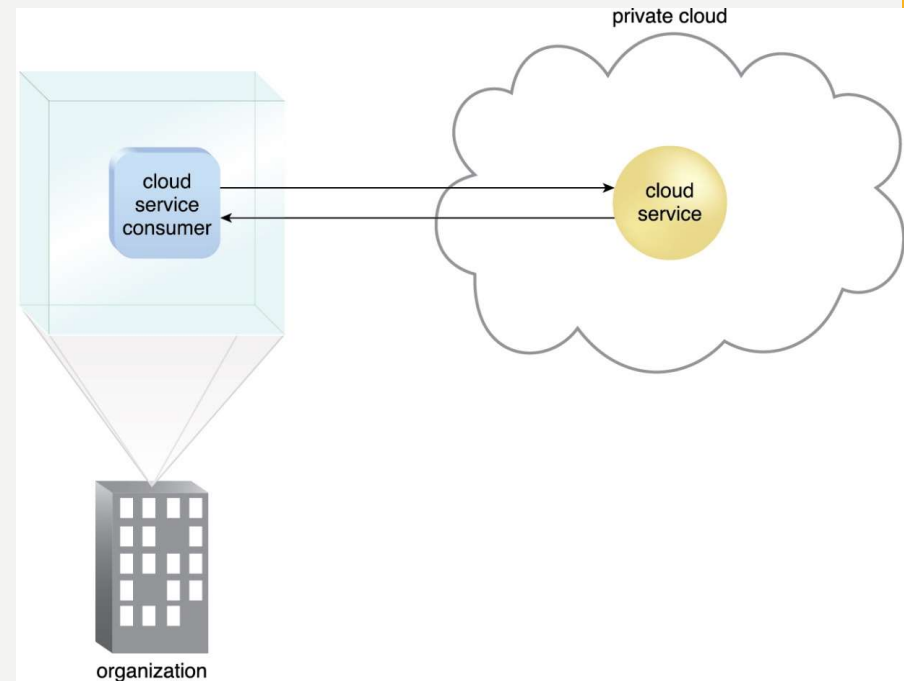 private cloud
cloud
service
consumer
cloud
service
organization